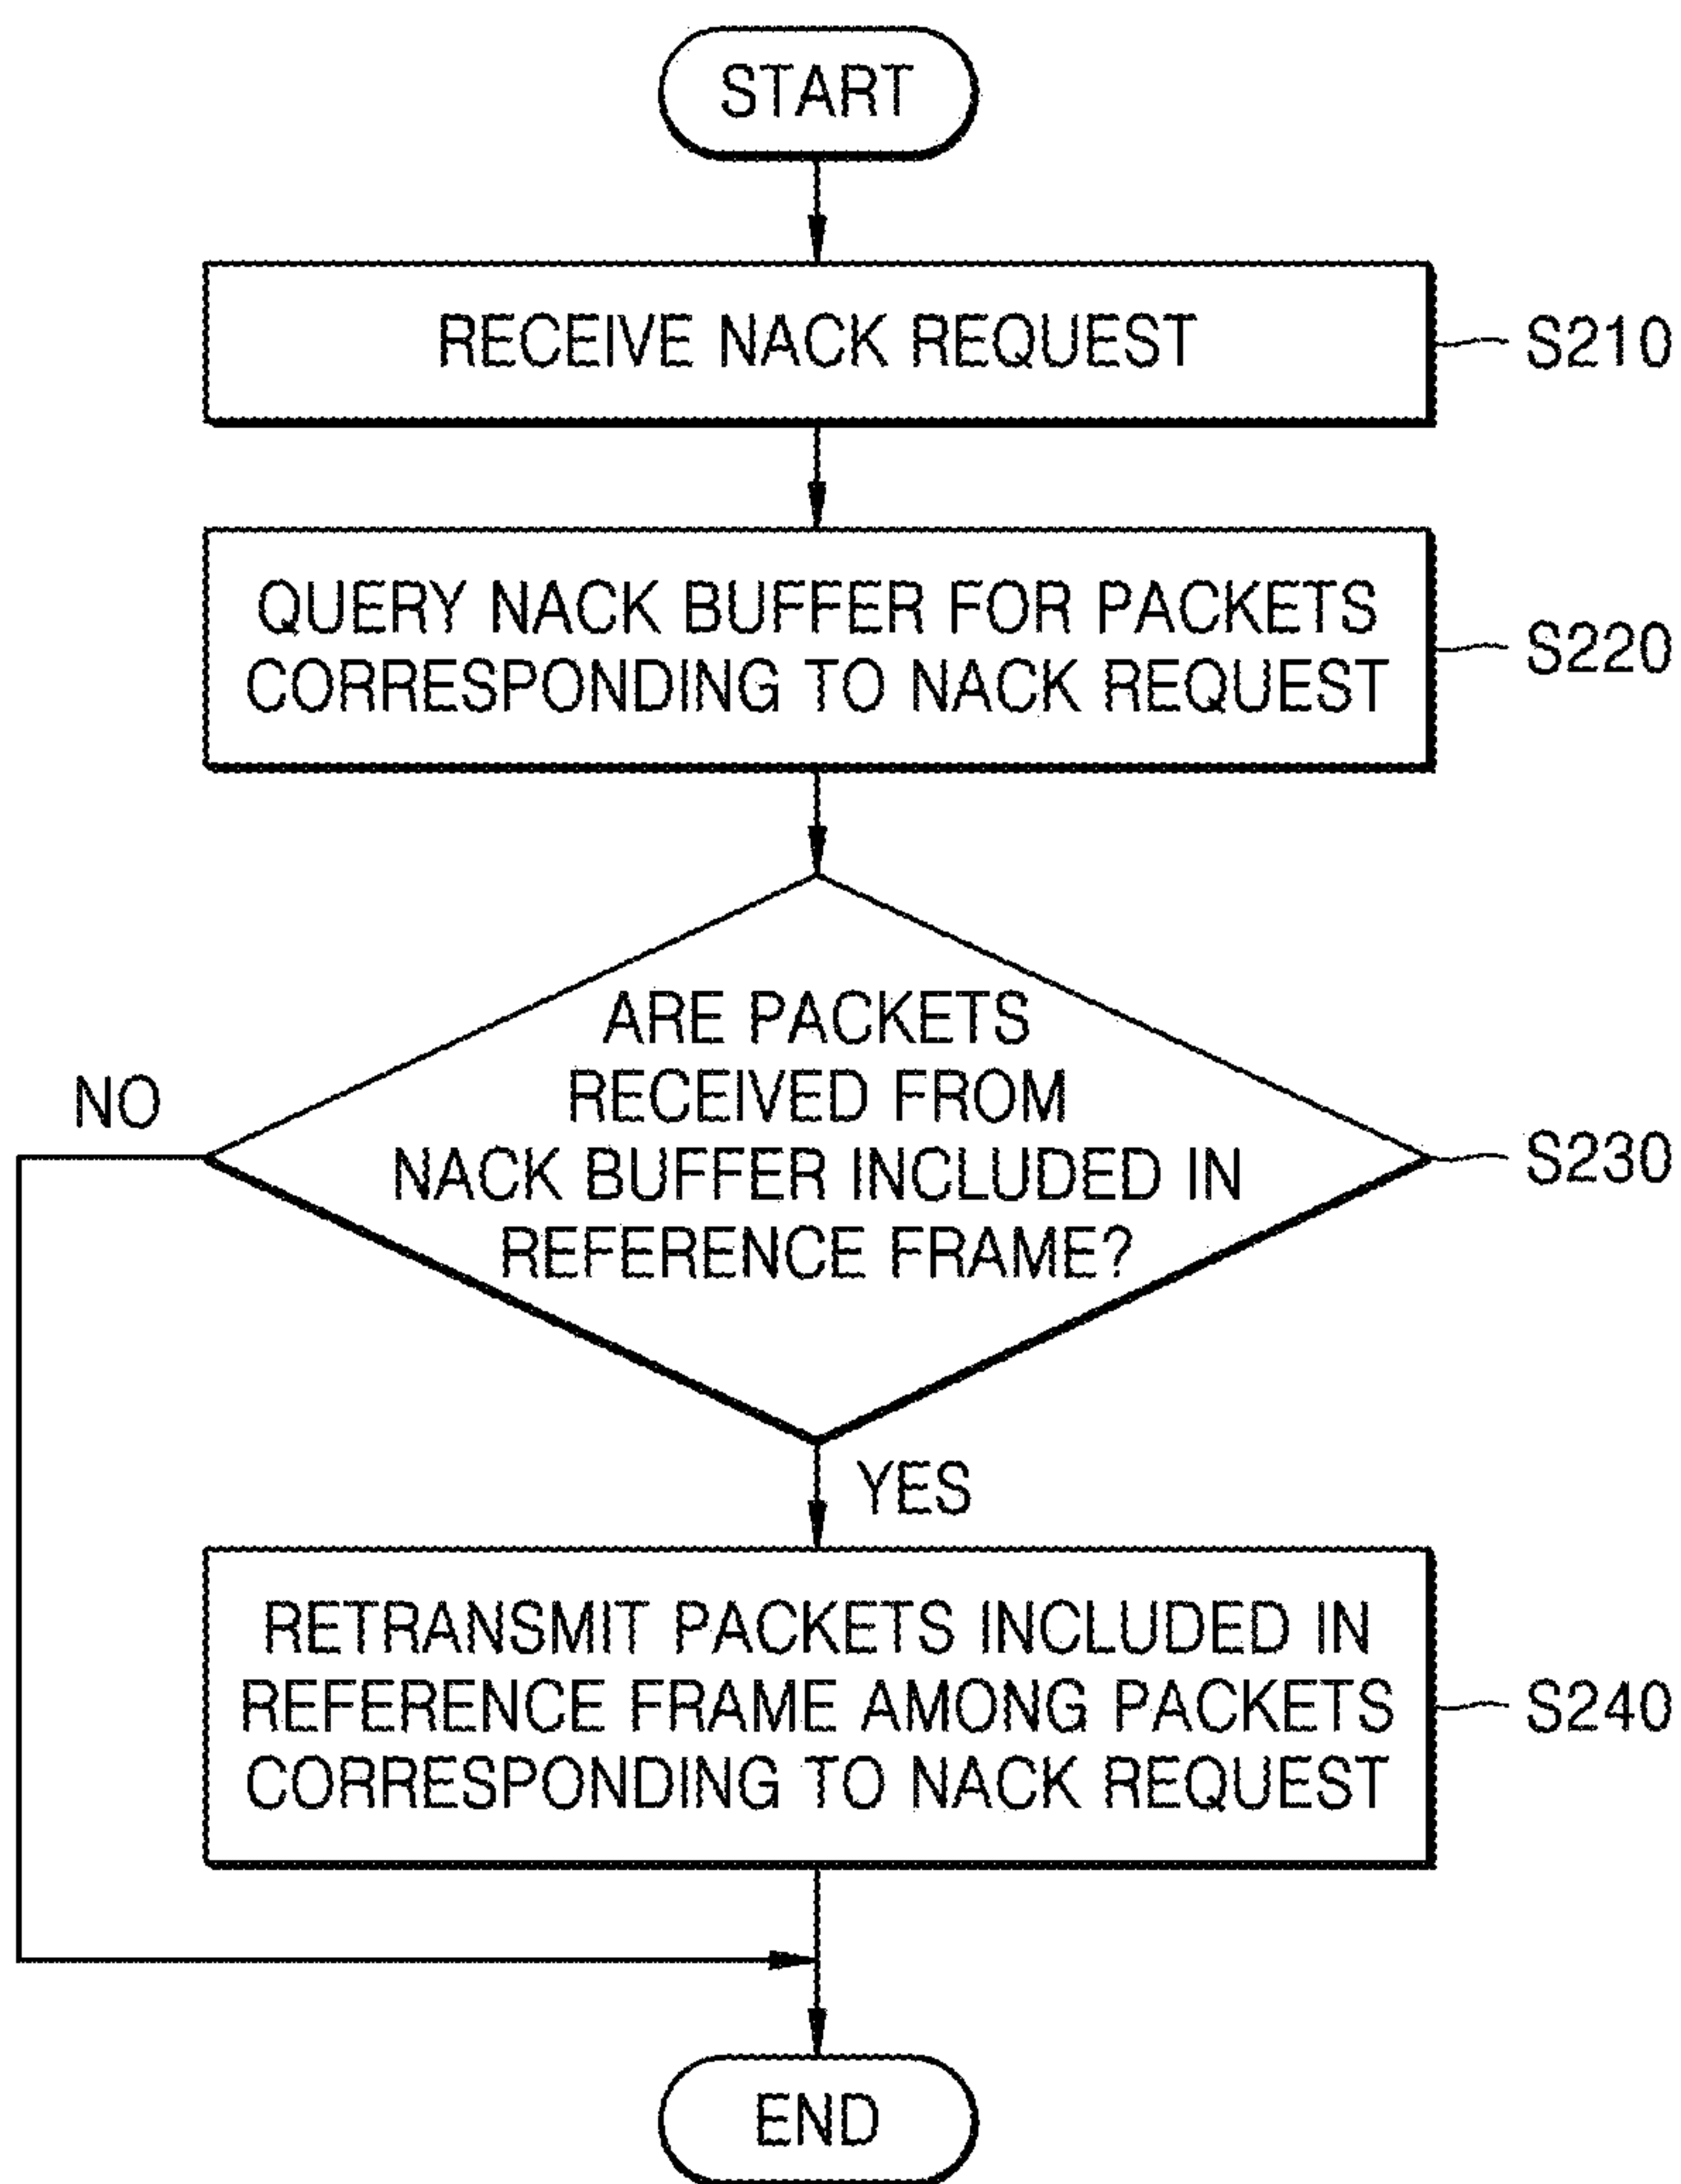 START
RECEIVE NACK REQUEST
S210
QUERY NACK BUFFER FOR PACKETS
CORRESPONDING TO NACK REQUEST
S220
ARE PACKETS
RECEIVED FROM
NACK BUFFER INCLUDED IN
REFERENCE FRAME?
S230
NO
YES
RETRANSMIT PACKETS INCLUDED IN
REFERENCE FRAME AMONG PACKETS
CORRESPONDING TO NACK REQUEST
S240
END